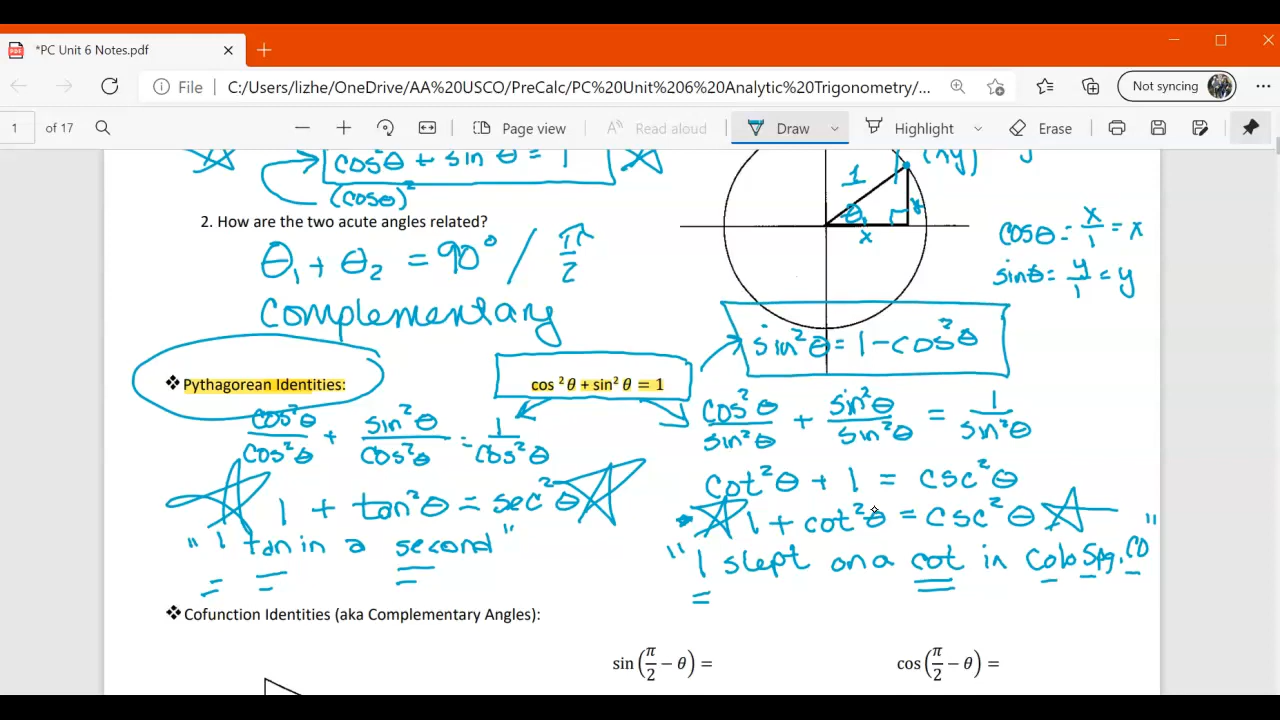 *PC Unit 6 Notes.pdf
File C:/Users/lizhe/OneDrive/AA%20USCO/PreCalc/PC%20Unit%206%20Analytic%20Trigonometry/... Not syncing
1 of 17 Page view Read aloud Draw Highlight Erase
cos²θ + sin²θ = 1
(cosθ)²
2. How are the two acute angles related?
θ₁ + θ₂ = 90° / π/2
Complementary
1
θ
x
y
(x,y)
cosθ = x/1 = x
sinθ = y/1 = y
sin²θ = 1 - cos²θ
❖ Pythagorean Identities: cos ²θ + sin² θ = 1
cos²θ/cos²θ + sin²θ/cos²θ = 1/cos²θ
1 + tan²θ = sec²θ
"1 tan in a second"
cos²θ/sin²θ + sin²θ/sin²θ = 1/sin²θ
cot²θ + 1 = csc²θ
1 + cot²θ = csc²θ
"1 slept on a cot in Colo Spg. CO"
❖ Cofunction Identities (aka Complementary Angles):
sin(π/2 − θ) = cos(π/2 − θ) =